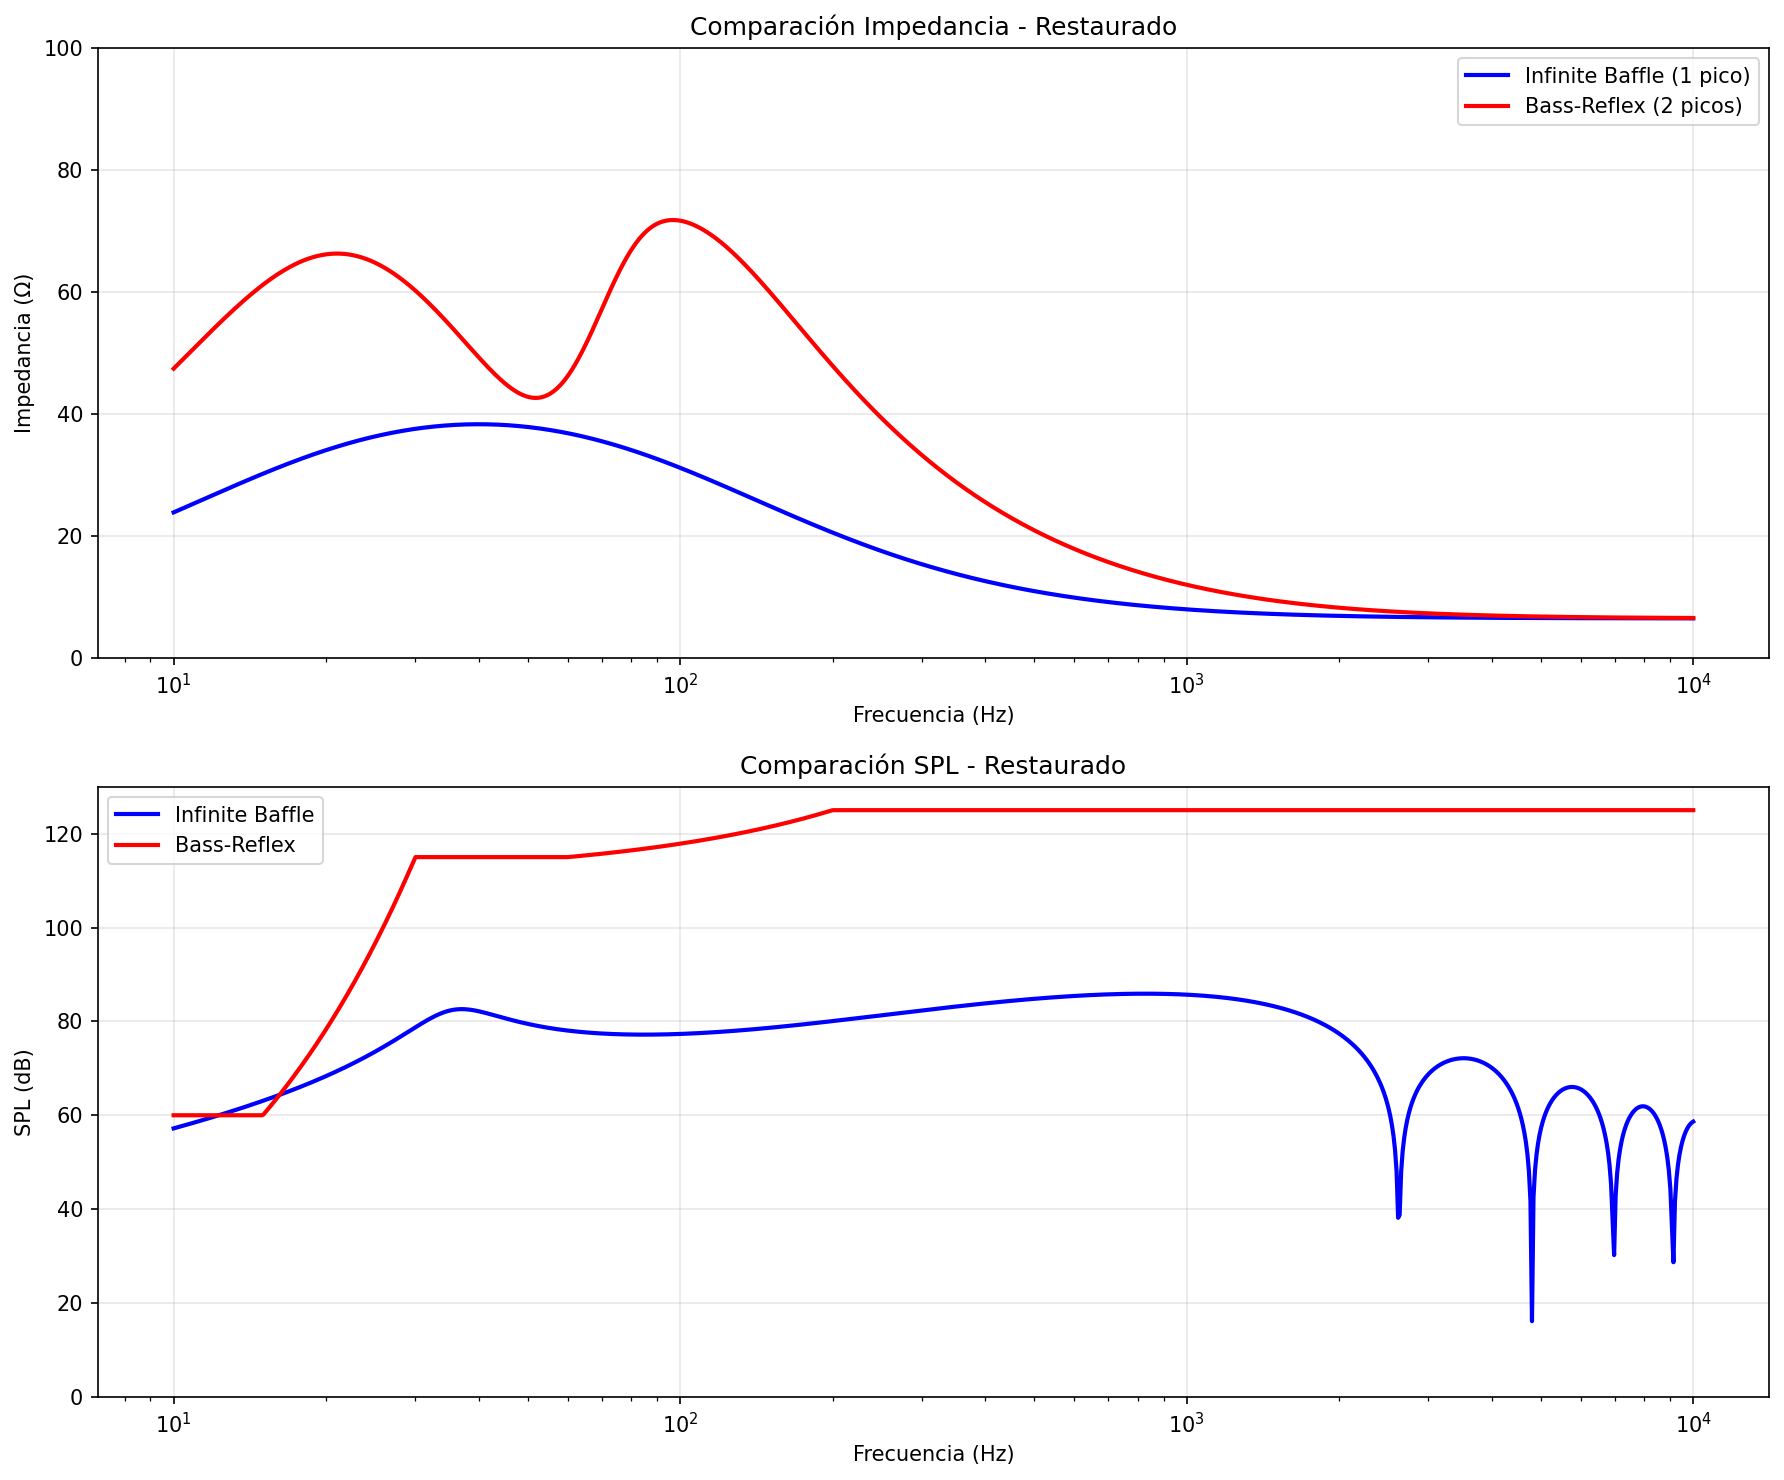 Comparación Impedancia - Restaurado
100
80
60
40
20
0
Impedancia (Ω)
Infinite Baffle (1 pico)
Bass-Reflex (2 picos)
10¹ 10² 10³ 10⁴
Frecuencia (Hz)
Comparación SPL - Restaurado
120
100
80
60
40
20
0
SPL (dB)
Infinite Baffle
Bass-Reflex
10¹ 10² 10³ 10⁴
Frecuencia (Hz)